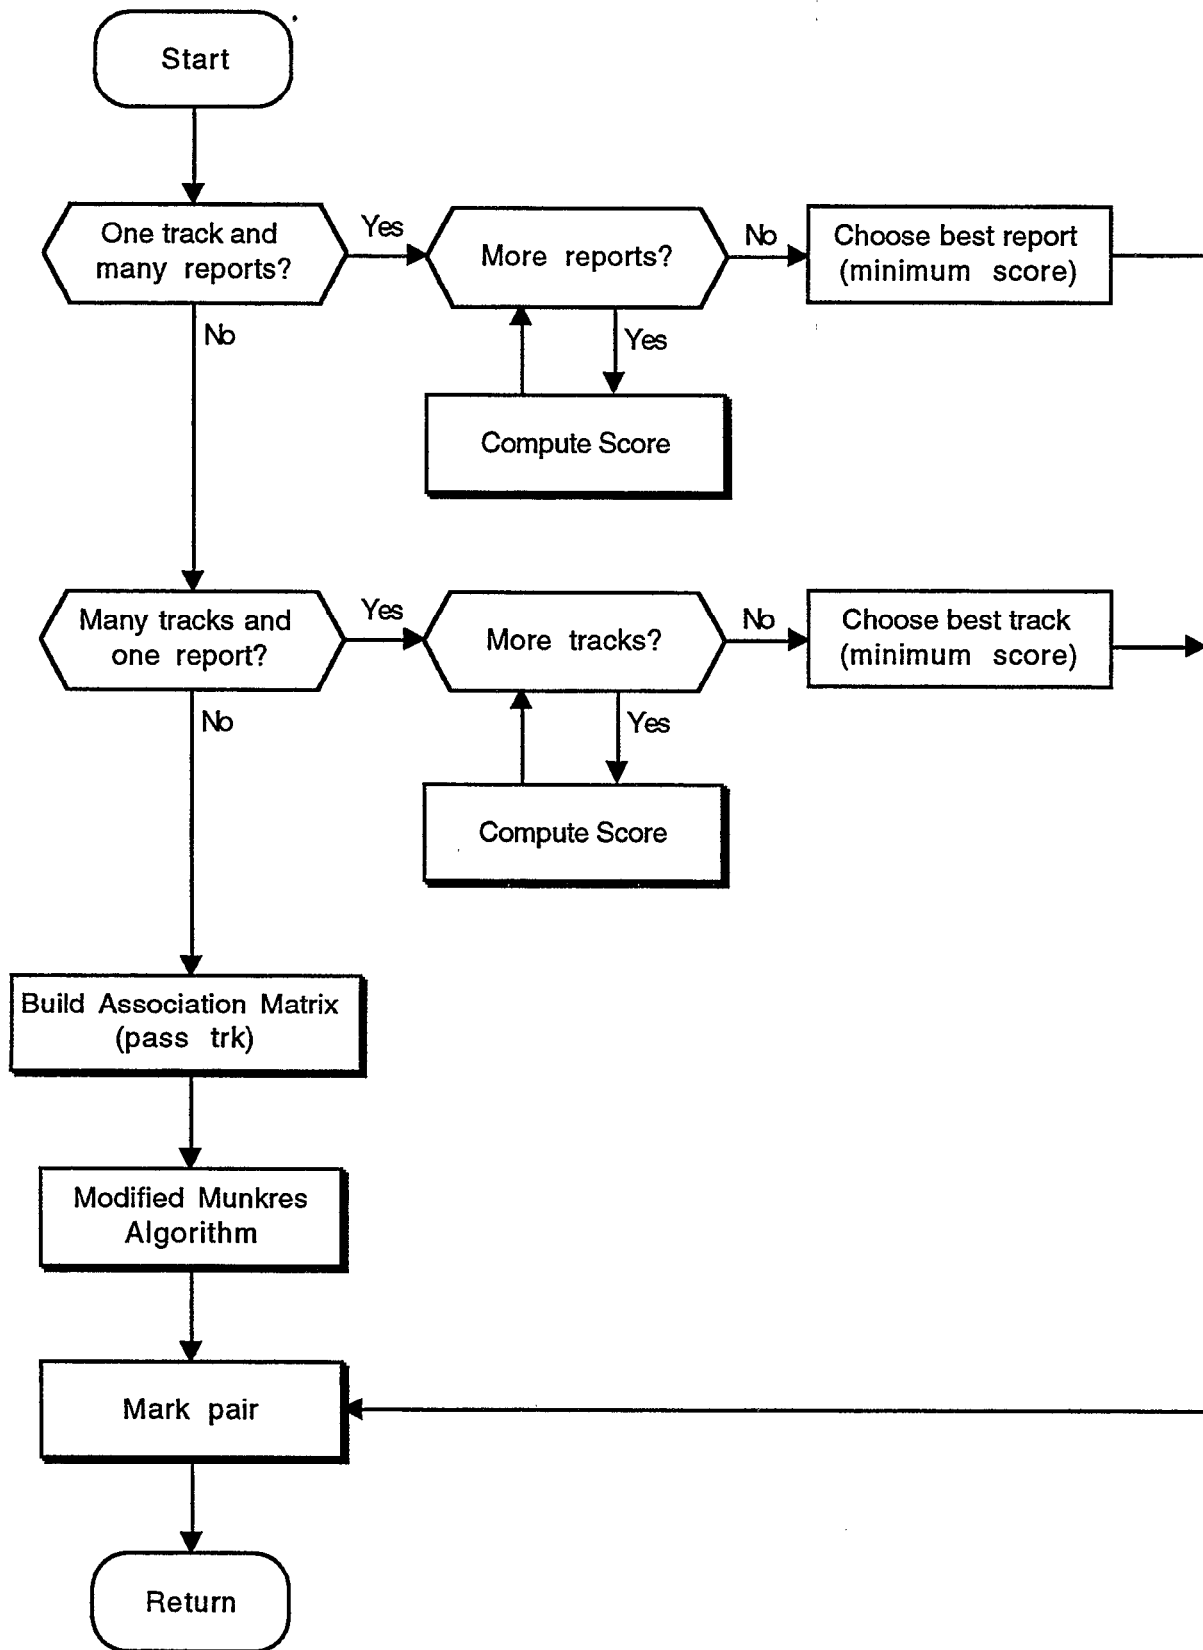 Start
One track and
many reports?
Yes
More reports?
No
Choose best report
(minimum score)
No
Yes
Compute Score
Many tracks and
one report?
Yes
More tracks?
No
Choose best track
(minimum score)
No
Yes
Compute Score
Build Association Matrix
(pass trk)
Modified Munkres
Algorithm
Mark pair
Return